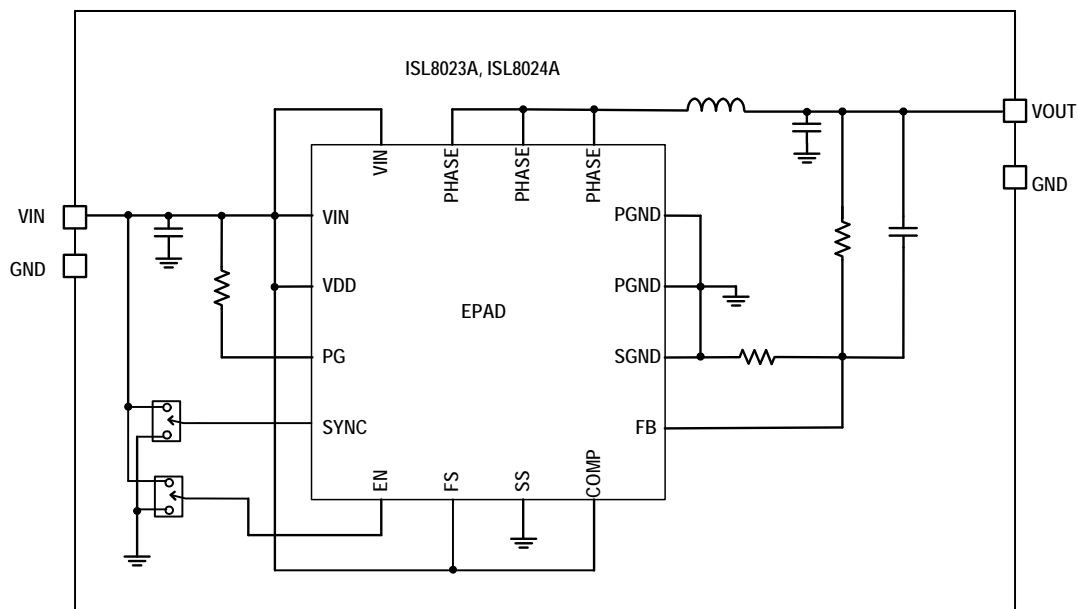 ISL8023A, ISL8024A
VIN
PHASE
PHASE
PHASE
VOUT
GND
VIN
GND
VIN
VDD
PG
SYNC
EPAD
PGND
PGND
SGND
FB
EN
FS
SS
COMP